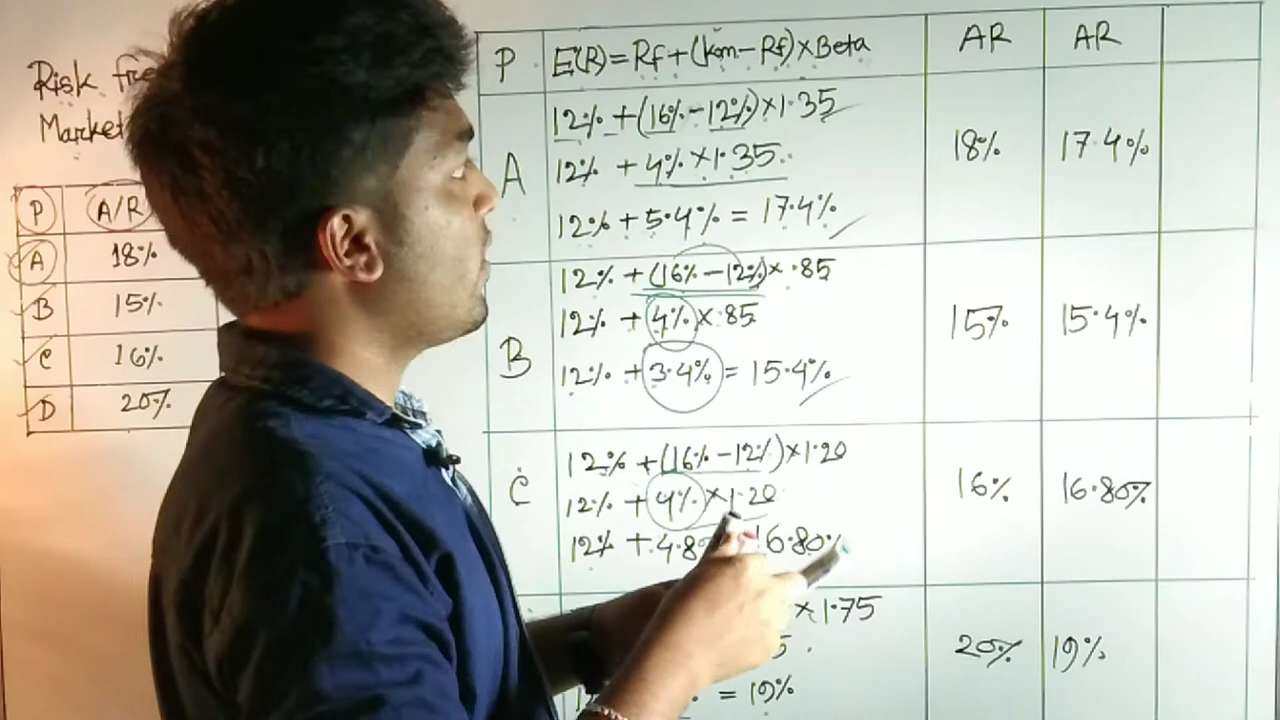 Risk free
Market
P A/R
A 18%
B 15%
C 16%
D 20%
P E(R)=Rf+(km-Rf)×Beta AR AR
A
12% +(16%-12%)×1.35
12% + 4% ×1.35
12% + 5.4% = 17.4%
18% 17.4%
B
12% +(16%-12%)× .85
12% + 4%×.85
12% + 3.4% = 15.4%
15% 15.4%
C
12% +(16%-12%)×1.20
12% + 4% ×1.20
12% + 4.8 16.80%
16% 16.80%
×1.75
5
= 19%
20% 19%